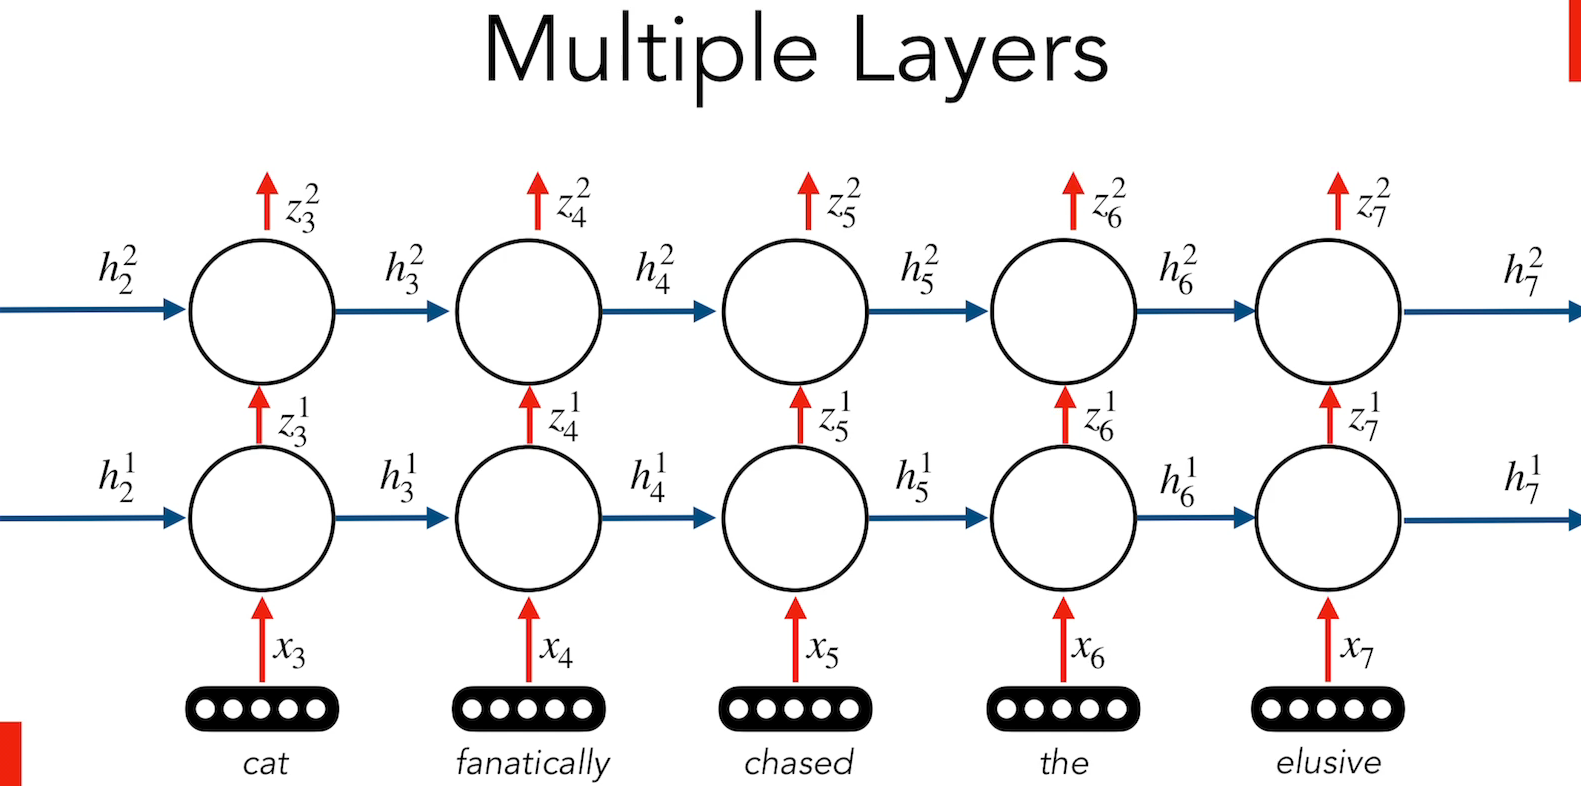 Multiple Layers
z_3^2 z_4^2 z_5^2 z_6^2 z_7^2
h_2^2 h_3^2 h_4^2 h_5^2 h_6^2 h_7^2
z_3^1 z_4^1 z_5^1 z_6^1 z_7^1
h_2^1 h_3^1 h_4^1 h_5^1 h_6^1 h_7^1
x_3 x_4 x_5 x_6 x_7
cat fanatically chased the elusive